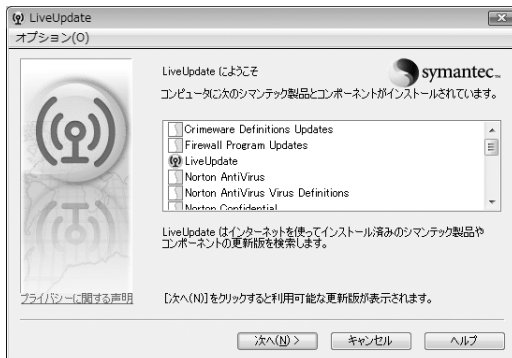 LiveUpdate
オプション(O)
LiveUpdate にようこそ
symantec™
コンピュータに次のシマンテック製品とコンポーネントがインストールされています。
Crimeware Definitions Updates
Firewall Program Updates
LiveUpdate
Norton AntiVirus
Norton AntiVirus Virus Definitions
Norton Confidential
LiveUpdate はインターネットを使ってインストール済みのシマンテック製品や
コンポーネントの更新版を検索します。
プライバシーに関する声明
[次へ(N)]をクリックすると利用可能な更新版が表示されます。
次へ(N) >
キャンセル
ヘルプ